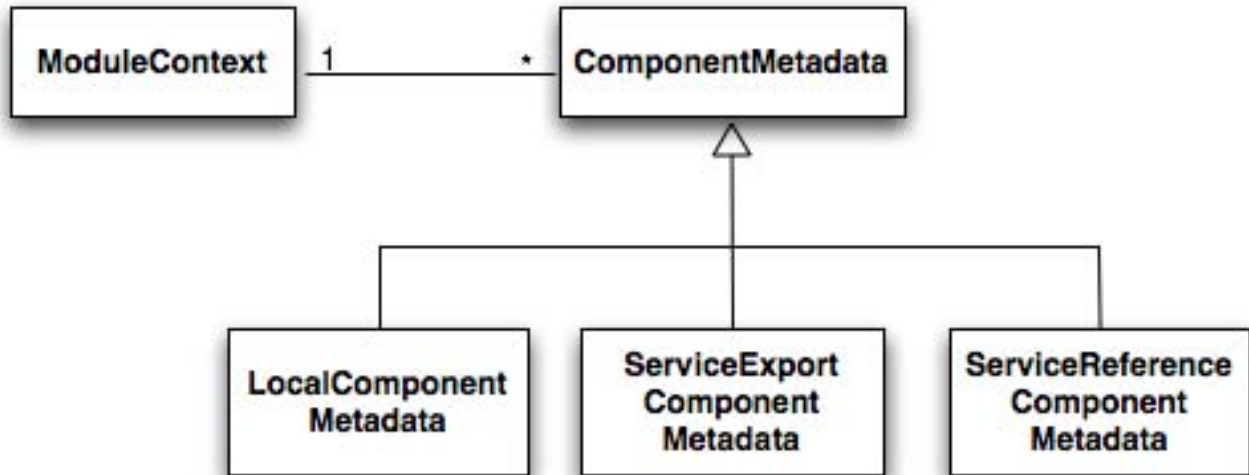 ModuleContext
1
*
ComponentMetadata
LocalComponent
Metadata
ServiceExport
Component
Metadata
ServiceReference
Component
Metadata